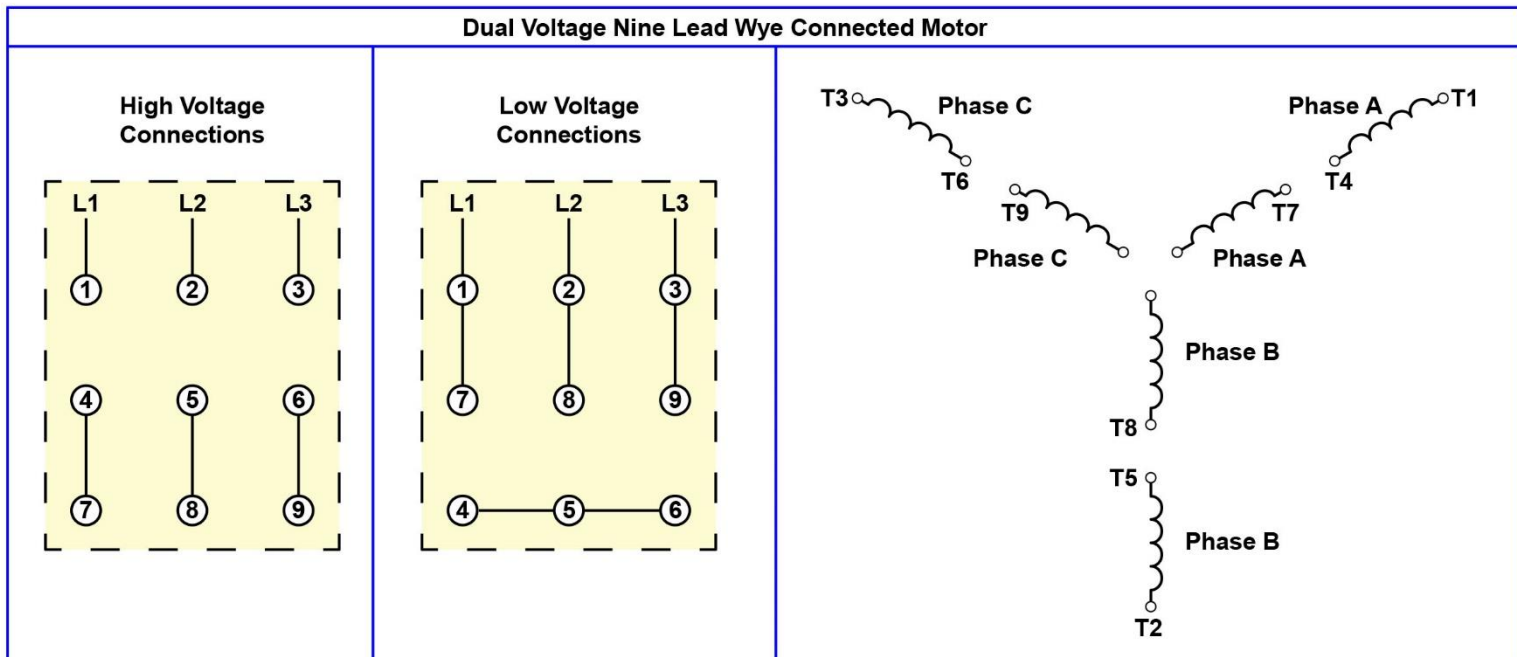 Dual Voltage Nine Lead Wye Connected Motor
High Voltage
Connections
L1 L2 L3
1 2 3
4 5 6
7 8 9
Low Voltage
Connections
L1 L2 L3
1 2 3
7 8 9
4 5 6
T3 Phase C Phase A T1
T6 T4
T9 T7
Phase C Phase A
Phase B
T8
T5
Phase B
T2